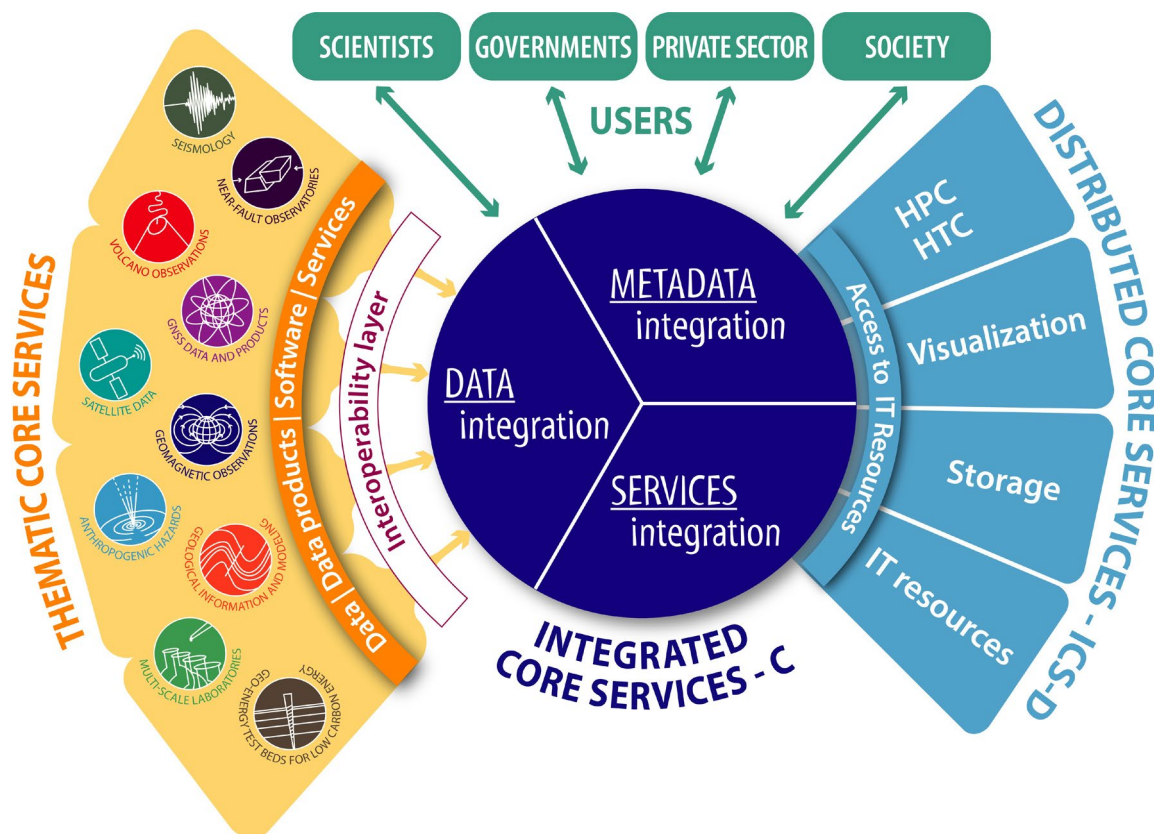 SCIENTISTS
GOVERNMENTS
PRIVATE SECTOR
SOCIETY
USERS
THEMATIC CORE SERVICES
SEISMOLOGY
NEAR-FAULT OBSERVATORIES
VOLCANO OBSERVATIONS
GNSS DATA AND PRODUCTS
SATELLITE DATA
GEOMAGNETIC OBSERVATIONS
ANTHROPOGENIC HAZARDS
GEOLOGICAL INFORMATION AND MODELING
MULTI-SCALE LABORATORIES
GEO-ENERGY TEST BEDS FOR LOW CARBON ENERGY
Data | Data products | Software | Services
Interoperability layer
DATA
integration
METADATA
integration
SERVICES
integration
INTEGRATED
CORE SERVICES - C
Access to IT Resources
HPC
HTC
Visualization
Storage
IT resources
DISTRIBUTED CORE SERVICES - ICS-D